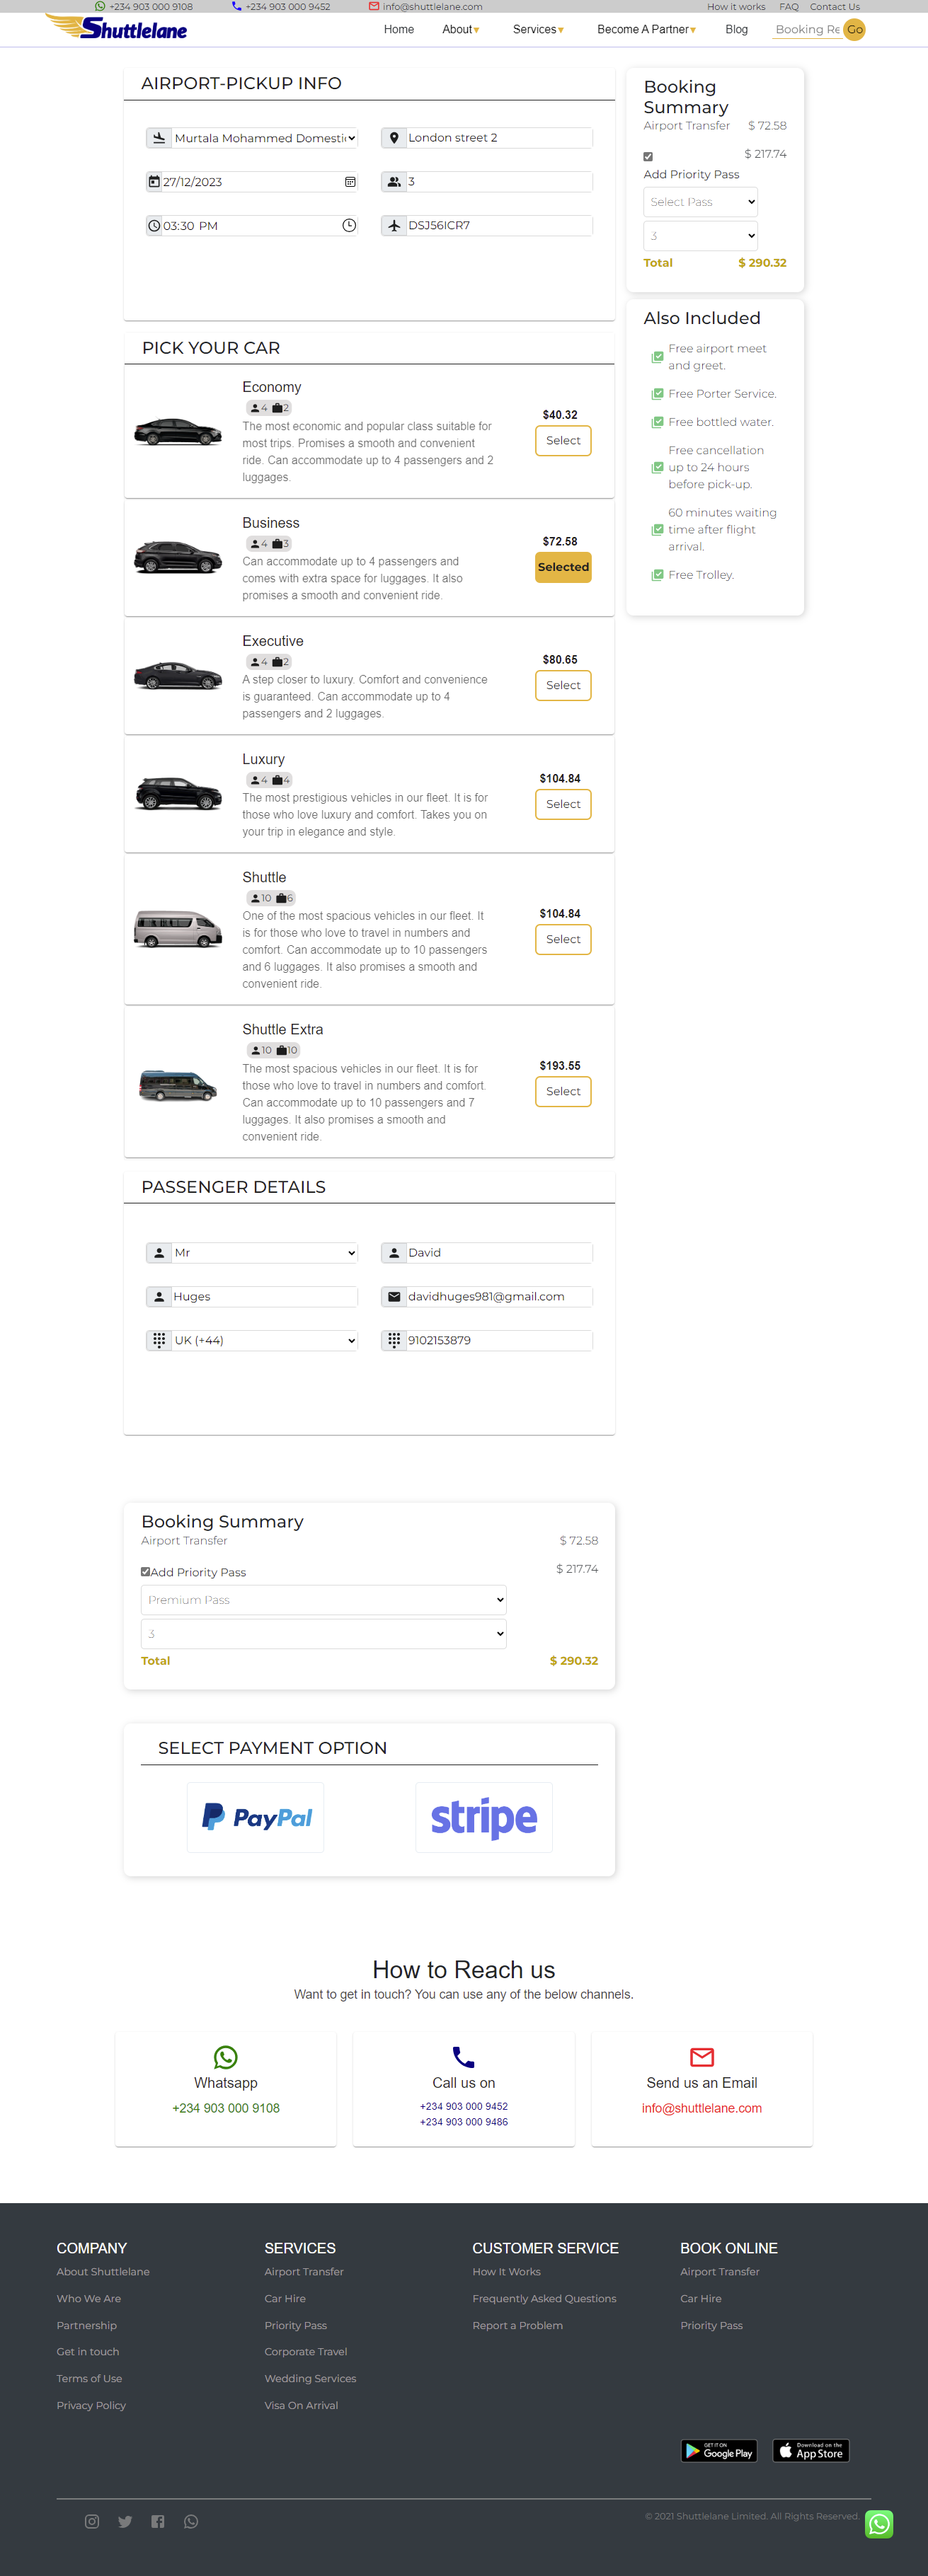 +234 903 000 9108
+234 903 000 9452
info@shuttlelane.com
How it works
FAQ
Contact Us
Shuttlelane
Home
About
Services
Become A Partner
Blog
Booking Re
Go
AIRPORT-PICKUP INFO
Murtala Mohammed Domesti
London street 2
27/12/2023
3
03:30 PM
DSJ56ICR7
Booking
Summary
Airport Transfer $ 72.58
$ 217.74
Add Priority Pass
Select Pass
3
Total $ 290.32
Also Included
Free airport meet
and greet.
Free Porter Service.
Free bottled water.
Free cancellation
up to 24 hours
before pick-up.
60 minutes waiting
time after flight
arrival.
Free Trolley.
PICK YOUR CAR
Economy
4 2
The most economic and popular class suitable for
most trips. Promises a smooth and convenient
ride. Can accommodate up to 4 passengers and 2
luggages.
$40.32
Select
Business
4 3
Can accommodate up to 4 passengers and
comes with extra space for luggages. It also
promises a smooth and convenient ride.
$72.58
Selected
Executive
4 2
A step closer to luxury. Comfort and convenience
is guaranteed. Can accommodate up to 4
passengers and 2 luggages.
$80.65
Select
Luxury
4 4
The most prestigious vehicles in our fleet. It is for
those who love luxury and comfort. Takes you on
your trip in elegance and style.
$104.84
Select
Shuttle
10 6
One of the most spacious vehicles in our fleet. It
is for those who love to travel in numbers and
comfort. Can accommodate up to 10 passengers
and 6 luggages. It also promises a smooth and
convenient ride.
$104.84
Select
Shuttle Extra
10 10
The most spacious vehicles in our fleet. It is for
those who love to travel in numbers and comfort.
Can accommodate up to 10 passengers and 7
luggages. It also promises a smooth and
convenient ride.
$193.55
Select
PASSENGER DETAILS
Mr
David
Huges
davidhuges981@gmail.com
UK (+44)
9102153879
Booking Summary
Airport Transfer $ 72.58
Add Priority Pass $ 217.74
Premium Pass
3
Total $ 290.32
SELECT PAYMENT OPTION
PayPal
stripe
How to Reach us
Want to get in touch? You can use any of the below channels.
Whatsapp
+234 903 000 9108
Call us on
+234 903 000 9452
+234 903 000 9486
Send us an Email
info@shuttlelane.com
COMPANY
About Shuttlelane
Who We Are
Partnership
Get in touch
Terms of Use
Privacy Policy
SERVICES
Airport Transfer
Car Hire
Priority Pass
Corporate Travel
Wedding Services
Visa On Arrival
CUSTOMER SERVICE
How It Works
Frequently Asked Questions
Report a Problem
BOOK ONLINE
Airport Transfer
Car Hire
Priority Pass
GET IT ON
Google Play
Download on the
App Store
© 2021 Shuttlelane Limited. All Rights Reserved.